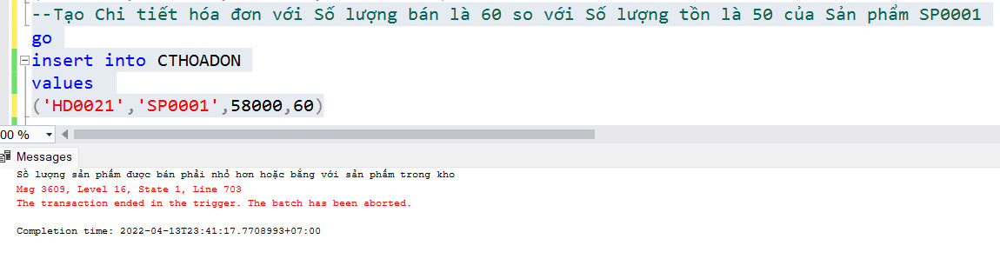 --Tạo Chi tiết hóa đơn với Số lượng bán là 60 so với Số lượng tồn là 50 của Sản phẩm SP0001
go
insert into CTHOADON
values
('HD0021','SP0001',58000,60)
00 %
Messages
Số lượng sản phẩm được bán phải nhỏ hơn hoặc bằng với sản phẩm trong kho
Msg 3609, Level 16, State 1, Line 703
The transaction ended in the trigger. The batch has been aborted.
Completion time: 2022-04-13T23:41:17.7708993+07:00